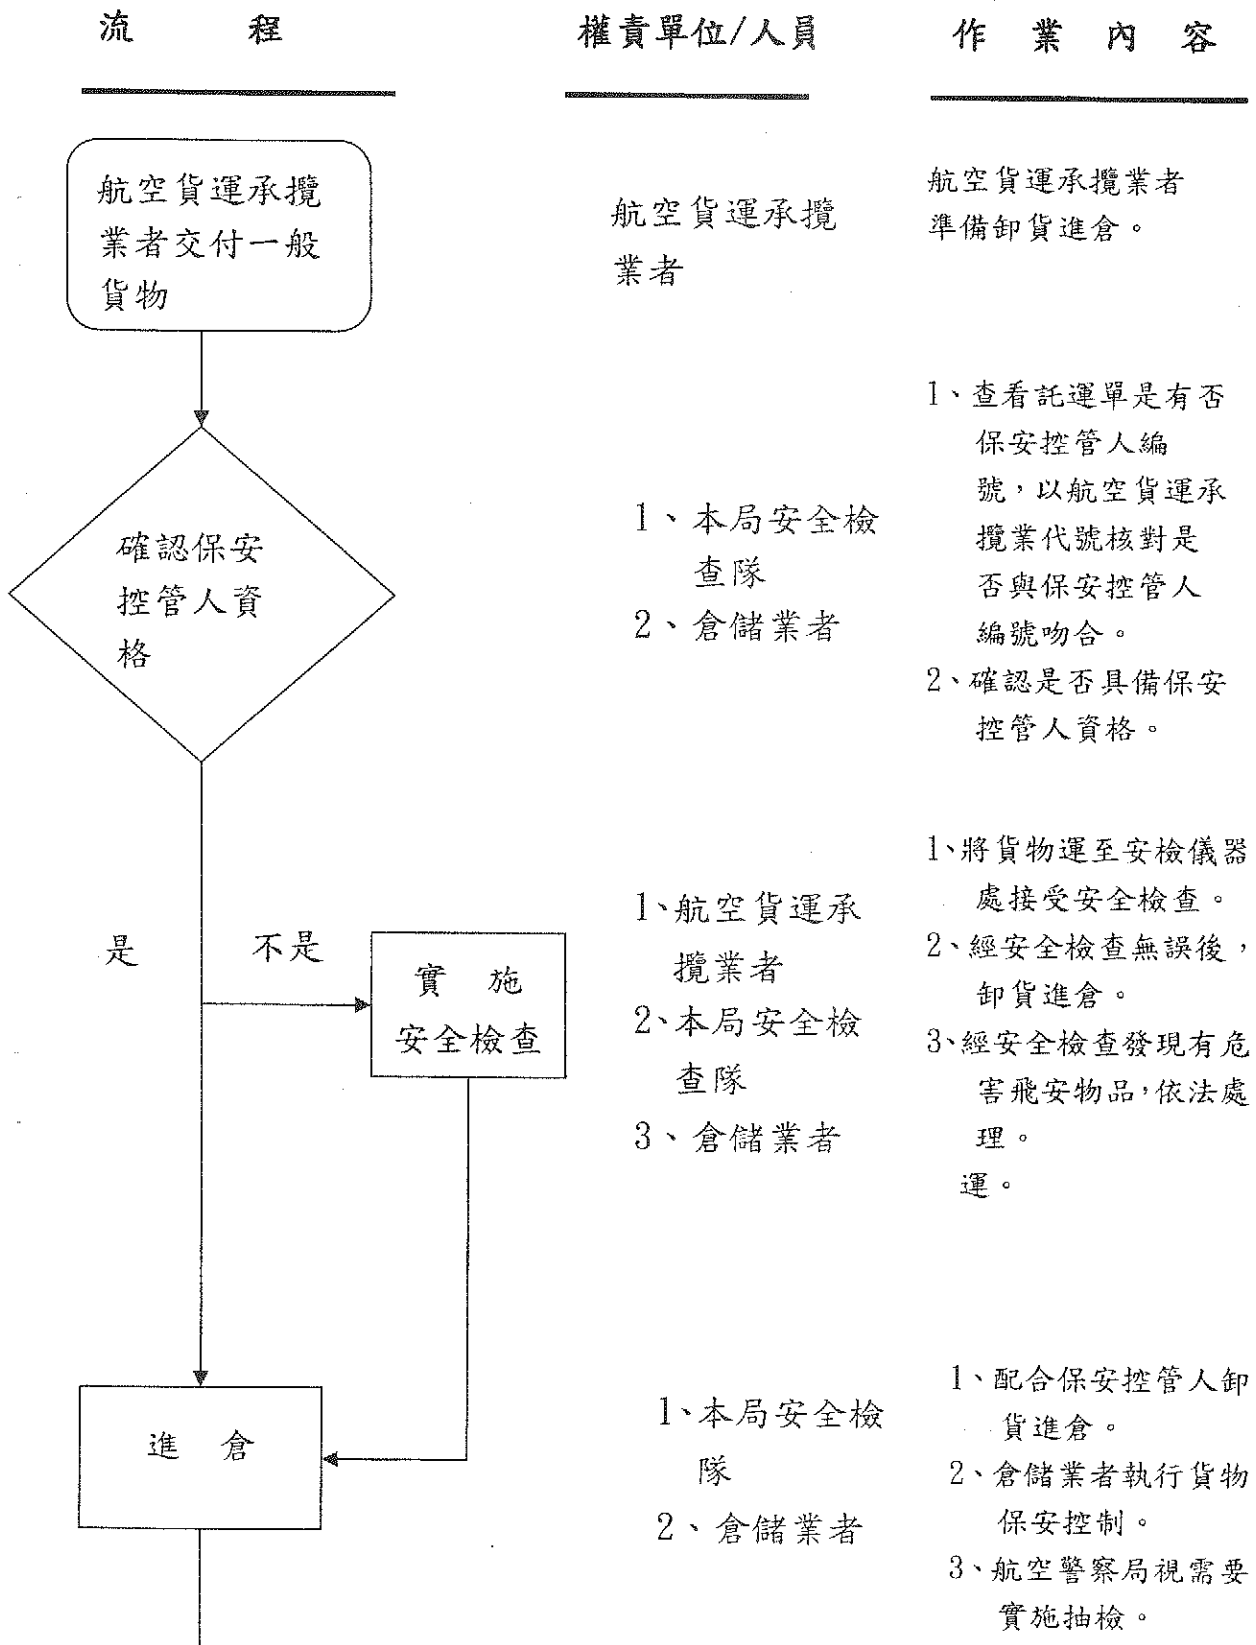 流程 權責單位/人員 作業內容
航空貨運承攬
業者交付一般
貨物
航空貨運承攬
業者
航空貨運承攬業者
準備卸貨進倉。
確認保安
控管人資
格
1、本局安全檢
查隊
2、倉儲業者
1、查看託運單是有否
保安控管人編
號,以航空貨運承
攬業代號核對是
否與保安控管人
編號吻合。
2、確認是否具備保安
控管人資格。
是 不是
實施
安全檢查
1、航空貨運承
攬業者
2、本局安全檢
查隊
3、倉儲業者
1、將貨物運至安檢儀器
處接受安全檢查。
2、經安全檢查無誤後,
卸貨進倉。
3、經安全檢查發現有危
害飛安物品,依法處
理。
運。
進倉
1、本局安全檢
隊
2、倉儲業者
1、配合保安控管人卸
貨進倉。
2、倉儲業者執行貨物
保安控制。
3、航空警察局視需要
實施抽檢。